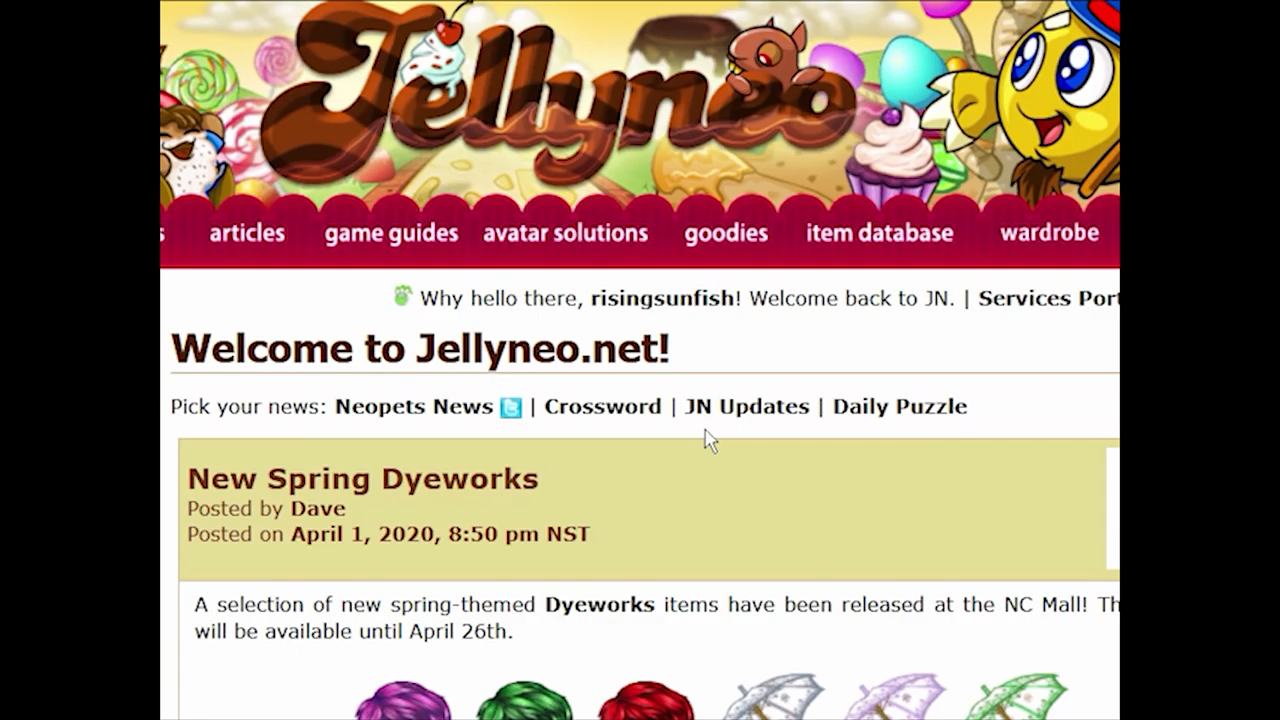 Jellyneo
articles game guides avatar solutions goodies item database wardrobe
Why hello there, risingsunfish! Welcome back to JN. | Services Port
Welcome to Jellyneo.net!
Pick your news: Neopets News | Crossword | JN Updates | Daily Puzzle
New Spring Dyeworks
Posted by Dave
Posted on April 1, 2020, 8:50 pm NST
A selection of new spring-themed Dyeworks items have been released at the NC Mall! Th
will be available until April 26th.